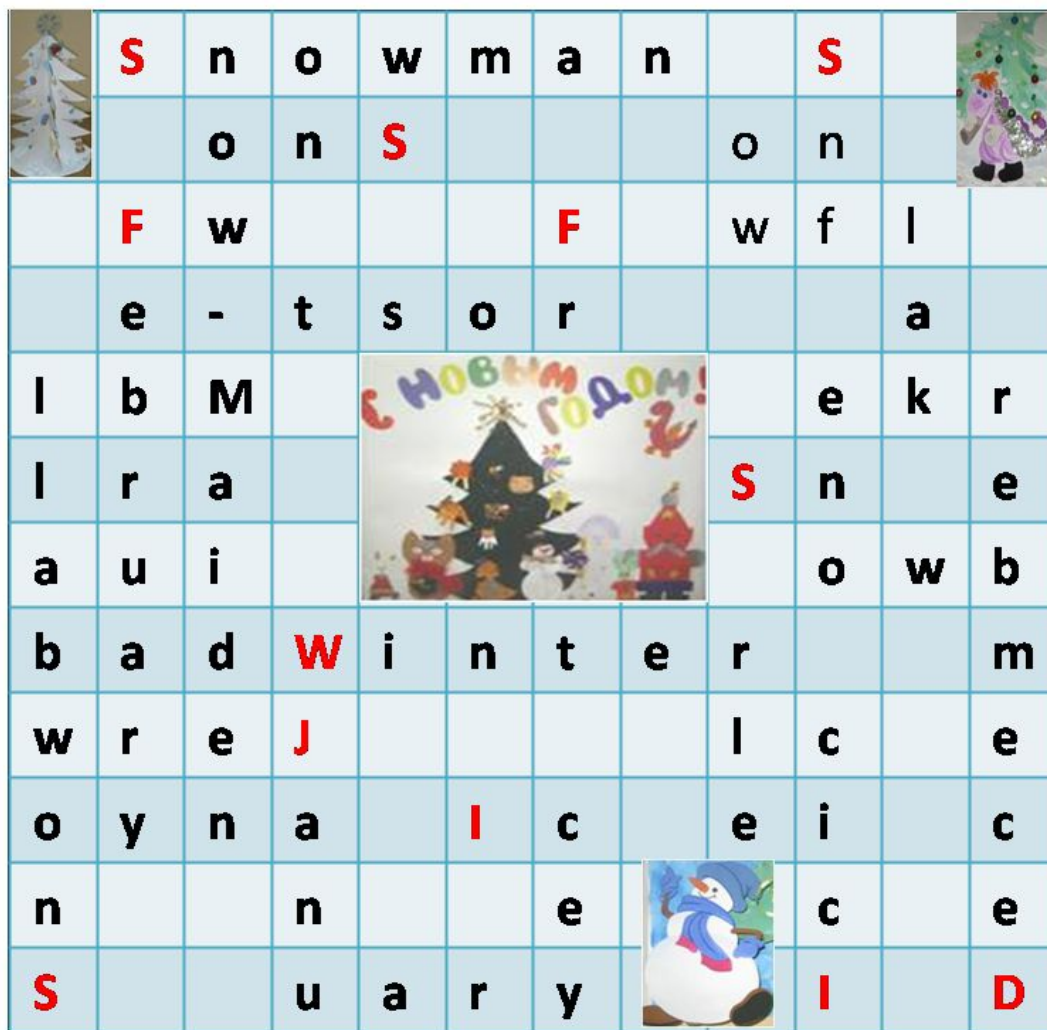 S n o w m a n S
o n S o n
F w F w f l
e - t s o r a
l b M e k r
С НОВЫМ
ГОДОМ!
l r a S n e
a u i o w b
b a d W i n t e r m
w r e J l c e
o y n a I c e i c
n n e c e
S u a r y I D